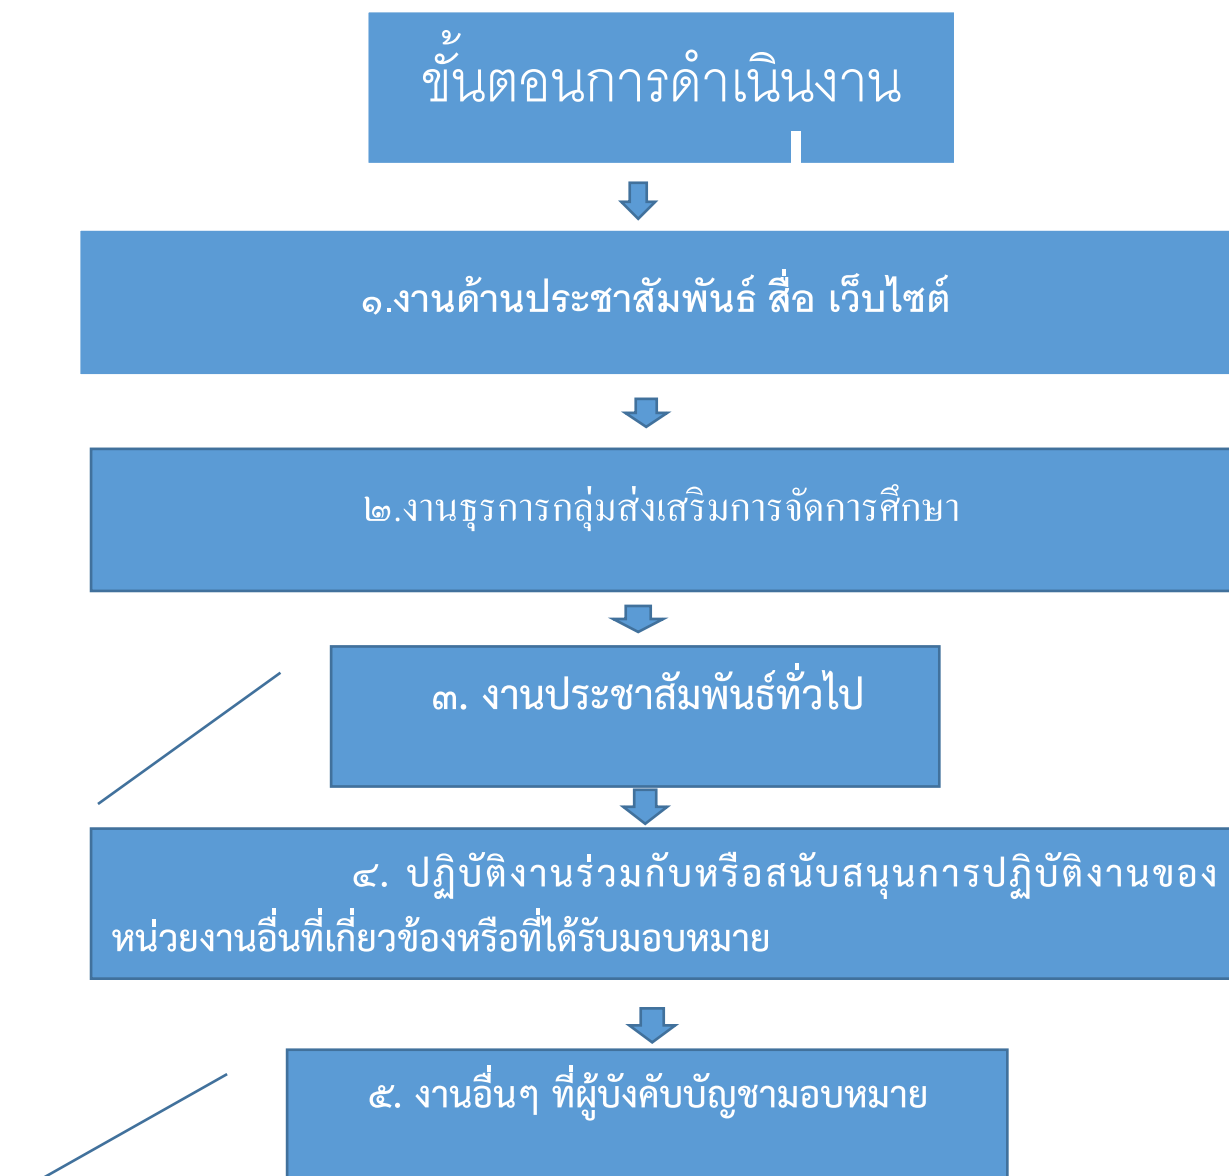 ขั้นตอนการดำเนินงาน
๑.งานด้านประชาสัมพันธ์ สื่อ เว็บไซต์
๒.งานธุรการกลุ่มส่งเสริมการจัดการศึกษา
๓. งานประชาสัมพันธ์ทั่วไป
๔. ปฏิบัติงานร่วมกับหรือสนับสนุนการปฏิบัติงานของ
หน่วยงานอื่นที่เกี่ยวข้องหรือที่ได้รับมอบหมาย
๕. งานอื่นๆ ที่ผู้บังคับบัญชามอบหมาย